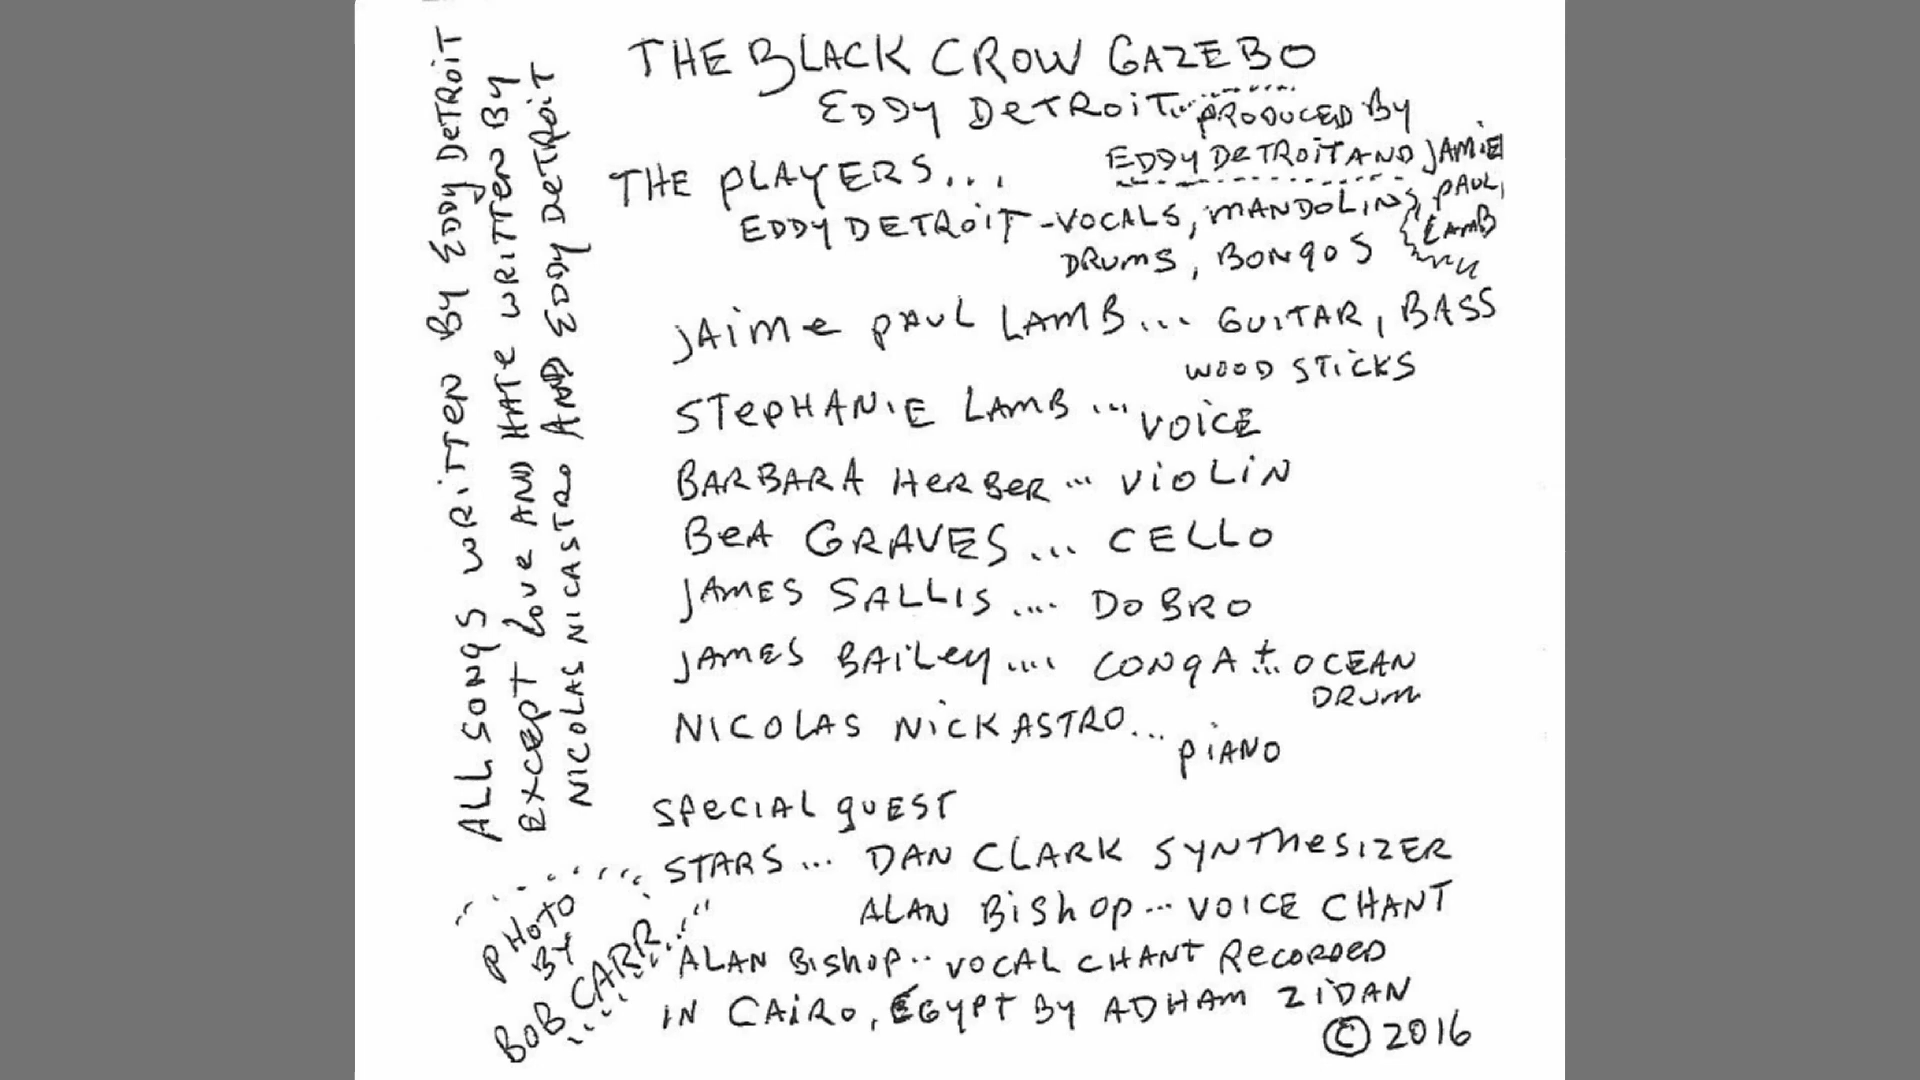 THE BLACK CROW GAZEBO
EDDY DETROIT...
PRODUCED BY
EDDY DETROIT AND JAMIE
PAUL,
LAMB
THE PLAYERS...
EDDY DETROIT - VOCALS, MANDOLINS,
DRUMS, BONGOS
JAIME PAUL LAMB... GUITAR, BASS
WOOD STICKS
STEPHANIE LAMB ... VOICE
BARBARA HERBER ... VIOLIN
BEA GRAVES... CELLO
JAMES SALLIS .... DOBRO
JAMES BAILEY.... CONGA + OCEAN
DRUM
NICOLAS NICKASTRO...
PIANO
SPECIAL GUEST
STARS... DAN CLARK SYNTHESIZER
ALAN BISHOP... VOICE CHANT
ALAN BISHOP.. VOCAL CHANT RECORDED
IN CAIRO, EGYPT BY ADHAM ZIDAN
© 2016
ALL SONGS WRITTEN BY EDDY DETROIT
EXCEPT LOVE AND HATE WRITTEN BY
NICOLAS NICASTRO AND EDDY DETROIT
PHOTO
BY
BOB CARR